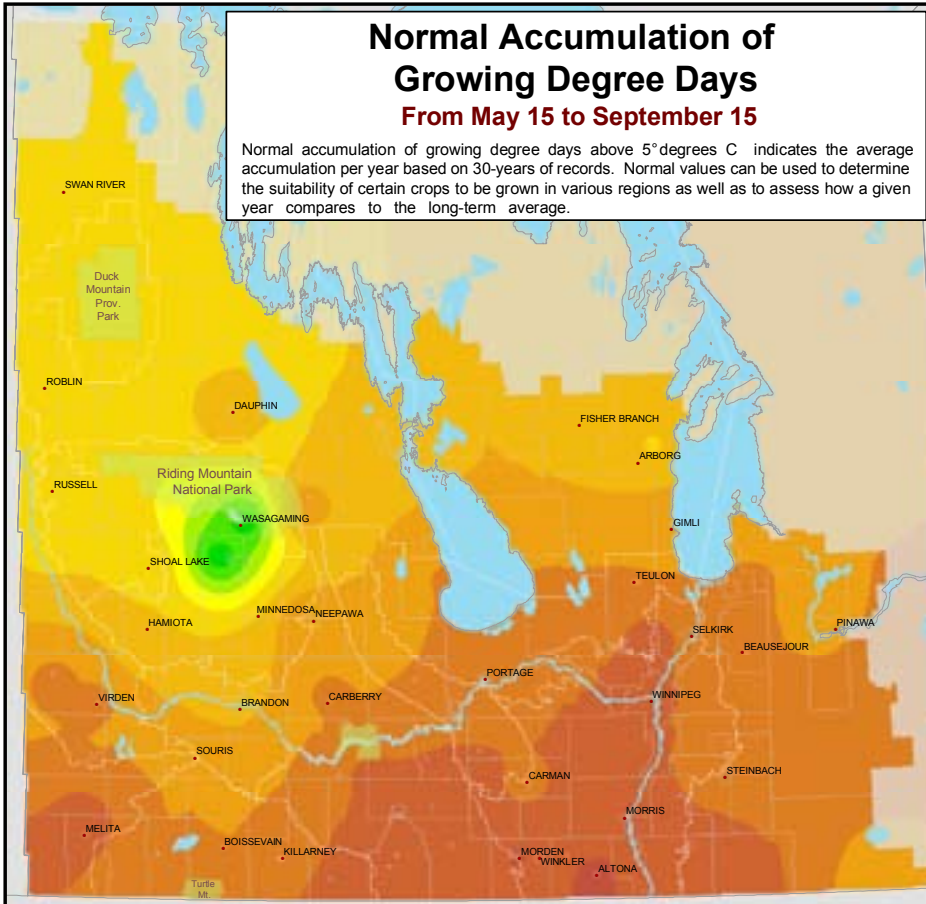 Normal Accumulation of
Growing Degree Days
From May 15 to September 15
Normal accumulation of growing degree days above 5°degrees C indicates the average
accumulation per year based on 30-years of records. Normal values can be used to determine
the suitability of certain crops to be grown in various regions as well as to assess how a given
year compares to the long-term average.
SWAN RIVER
Duck
Mountain
Prov.
Park
ROBLIN
DAUPHIN
FISHER BRANCH
ARBORG
Riding Mountain
National Park
RUSSELL
WASAGAMING
GIMLI
SHOAL LAKE
TEULON
MINNEDOSA
NEEPAWA
HAMIOTA
SELKIRK
PINAWA
BEAUSEJOUR
PORTAGE
VIRDEN
BRANDON
CARBERRY
WINNIPEG
SOURIS
CARMAN
STEINBACH
MORRIS
MELITA
BOISSEVAIN
KILLARNEY
MORDEN
WINKLER
ALTONA
Turtle
Mt.